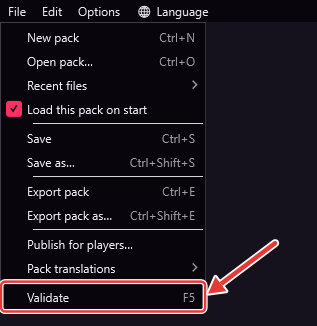 File Edit Options Language
New pack Ctrl+N
Open pack... Ctrl+O
Recent files
Load this pack on start
Save Ctrl+S
Save as... Ctrl+Shift+S
Export pack Ctrl+E
Export pack as... Ctrl+Shift+E
Publish for players...
Pack translations
Validate F5